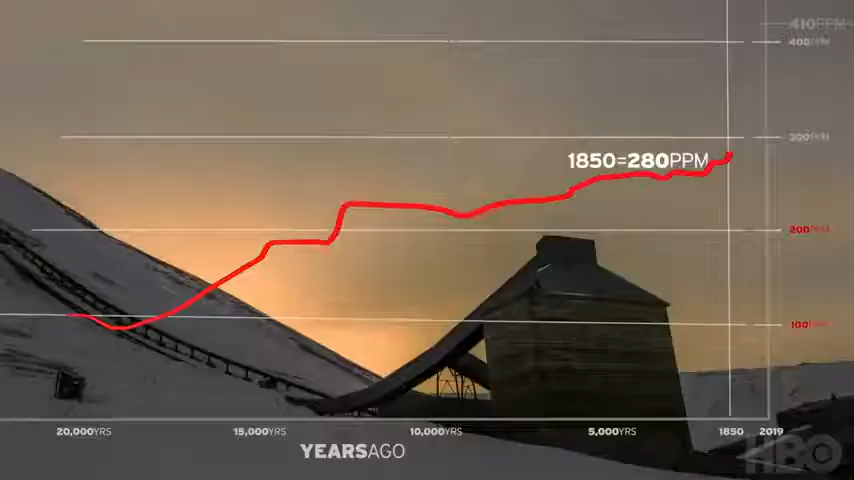 410PPM
400PPM
300PPM
1850=280PPM
200PPM
100PPM
20,000YRS 15,000YRS 10,000YRS 5,000YRS 1850 2019
YEARSAGO
HBO